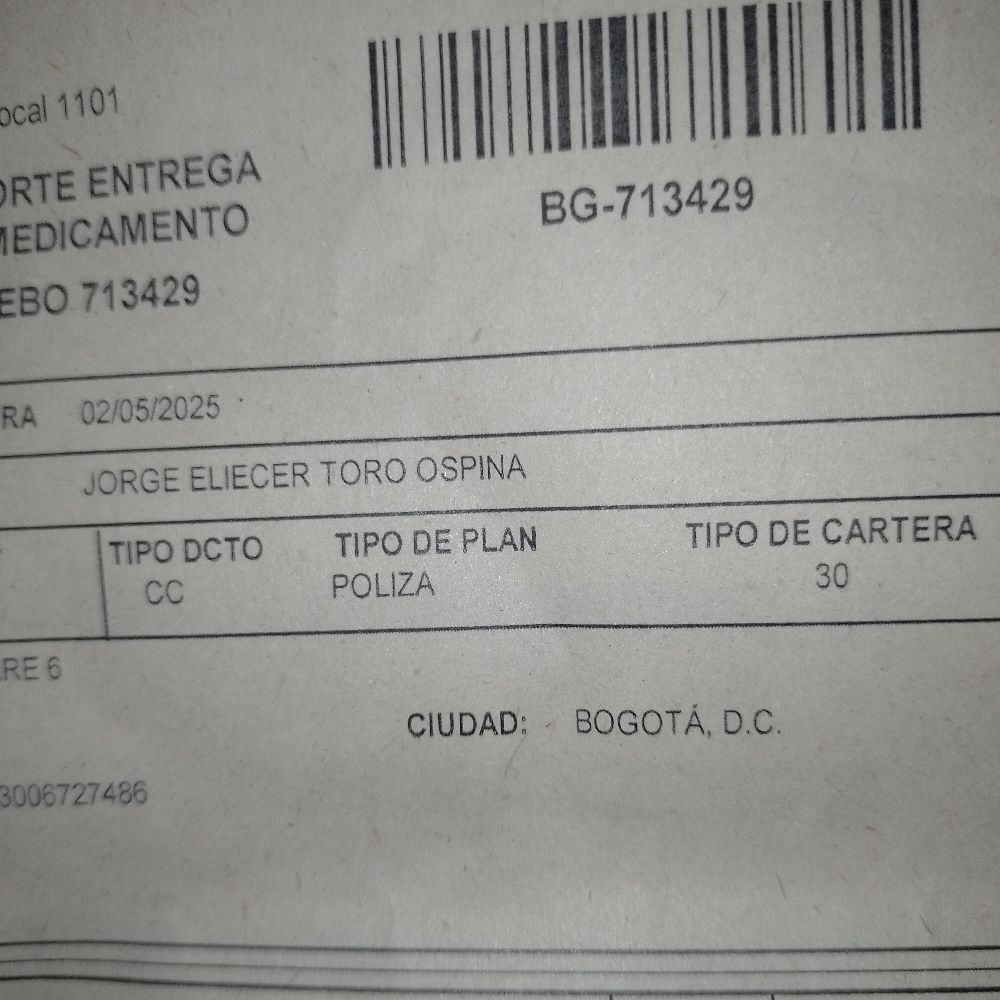 ocal 1101
ORTE ENTREGA
MEDICAMENTO
EBO 713429
BG-713429
RA 02/05/2025
JORGE ELIECER TORO OSPINA
TIPO DCTO TIPO DE PLAN TIPO DE CARTERA
CC POLIZA 30
RE 6
CIUDAD: BOGOTÁ, D.C.
3006727486